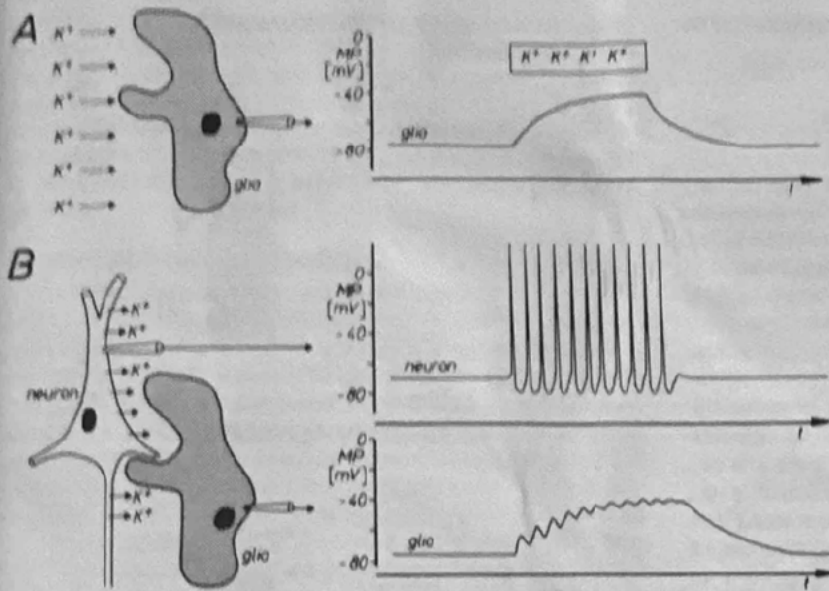 A
K+
K+
K+
K+
K+
K+
glia
MP
[mV]
0
-40
-80
K+ K+ K+ K+
glia
t
B
K+
K+
K+
K+
K+
neuron
glia
MP
[mV]
0
-40
-80
neuron
t
MP
[mV]
0
-40
-80
glia
t